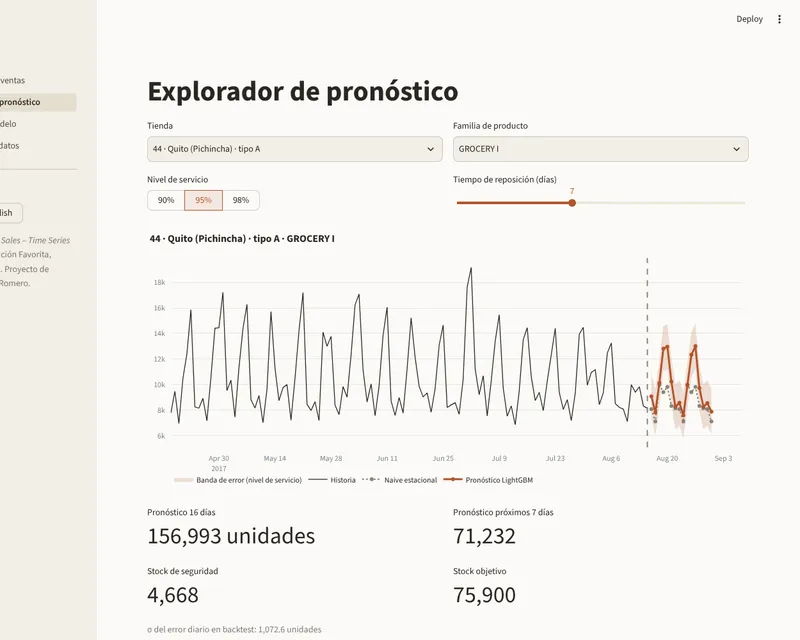 Deploy
ventas
pronóstico
delo
datos
lish
Sales – Time Series
ción Favorita,
. Proyecto de
Romero.
Explorador de pronóstico
Tienda
Familia de producto
44 · Quito (Pichincha) · tipo A
GROCERY I
Nivel de servicio
Tiempo de reposición (días)
90%
95%
98%
7
44 · Quito (Pichincha) · tipo A · GROCERY I
18k
16k
14k
12k
10k
8k
6k
Apr 30
2017
May 14
May 28
Jun 11
Jun 25
Jul 9
Jul 23
Aug 6
Aug 20
Sep 3
Banda de error (nivel de servicio)
Historia
Naive estacional
Pronóstico LightGBM
Pronóstico 16 días
156,993 unidades
Pronóstico próximos 7 días
71,232
Stock de seguridad
4,668
Stock objetivo
75,900
σ del error diario en backtest: 1,072.6 unidades